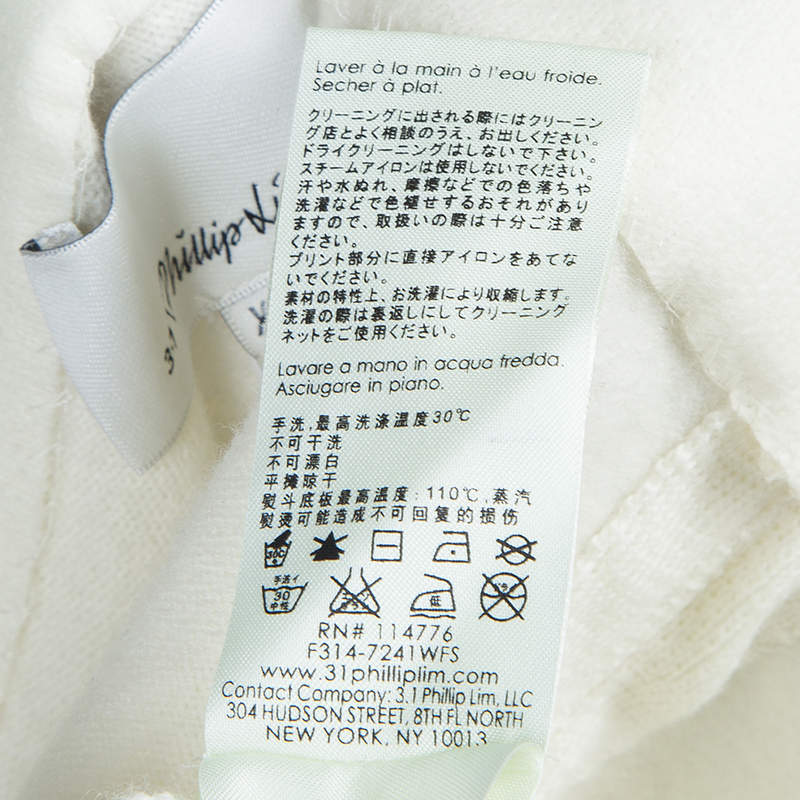 Laver à la main à l'eau froide.
Secher à plat.
クリーニングに出される際にはクリーニン
グ店とよく相談のうえ、お出しください。
ドライクリーニングはしないで下さい。
スチームアイロンは使用しないでください。
汗や水ぬれ、摩擦などでの色落ちや
洗濯などで色褪せするおそれがあり
ますので、取扱いの際は十分ご注意
ください。
プリント部分に直接アイロンをあてな
いでください。
素材の特性上、お洗濯により収縮します。
洗濯の際は裏返しにしてクリーニング
ネットをご使用ください。
Lavare a mano in acqua fredda.
Asciugare in piano.
手洗,最高洗涤温度30℃
不可干洗
不可漂白
平摊晾干
熨斗底板最高温度:110℃,蒸汽
熨烫可能造成不可回复的损伤
30C
手洗イ
30
中性
低
RN# 114776
F314-7241WFS
www.31philliplim.com
Contact Company: 3.1 Phillip Lim, LLC
304 HUDSON STREET, 8TH FL NORTH
NEW YORK, NY 10013
3.1 Phillip Li
X